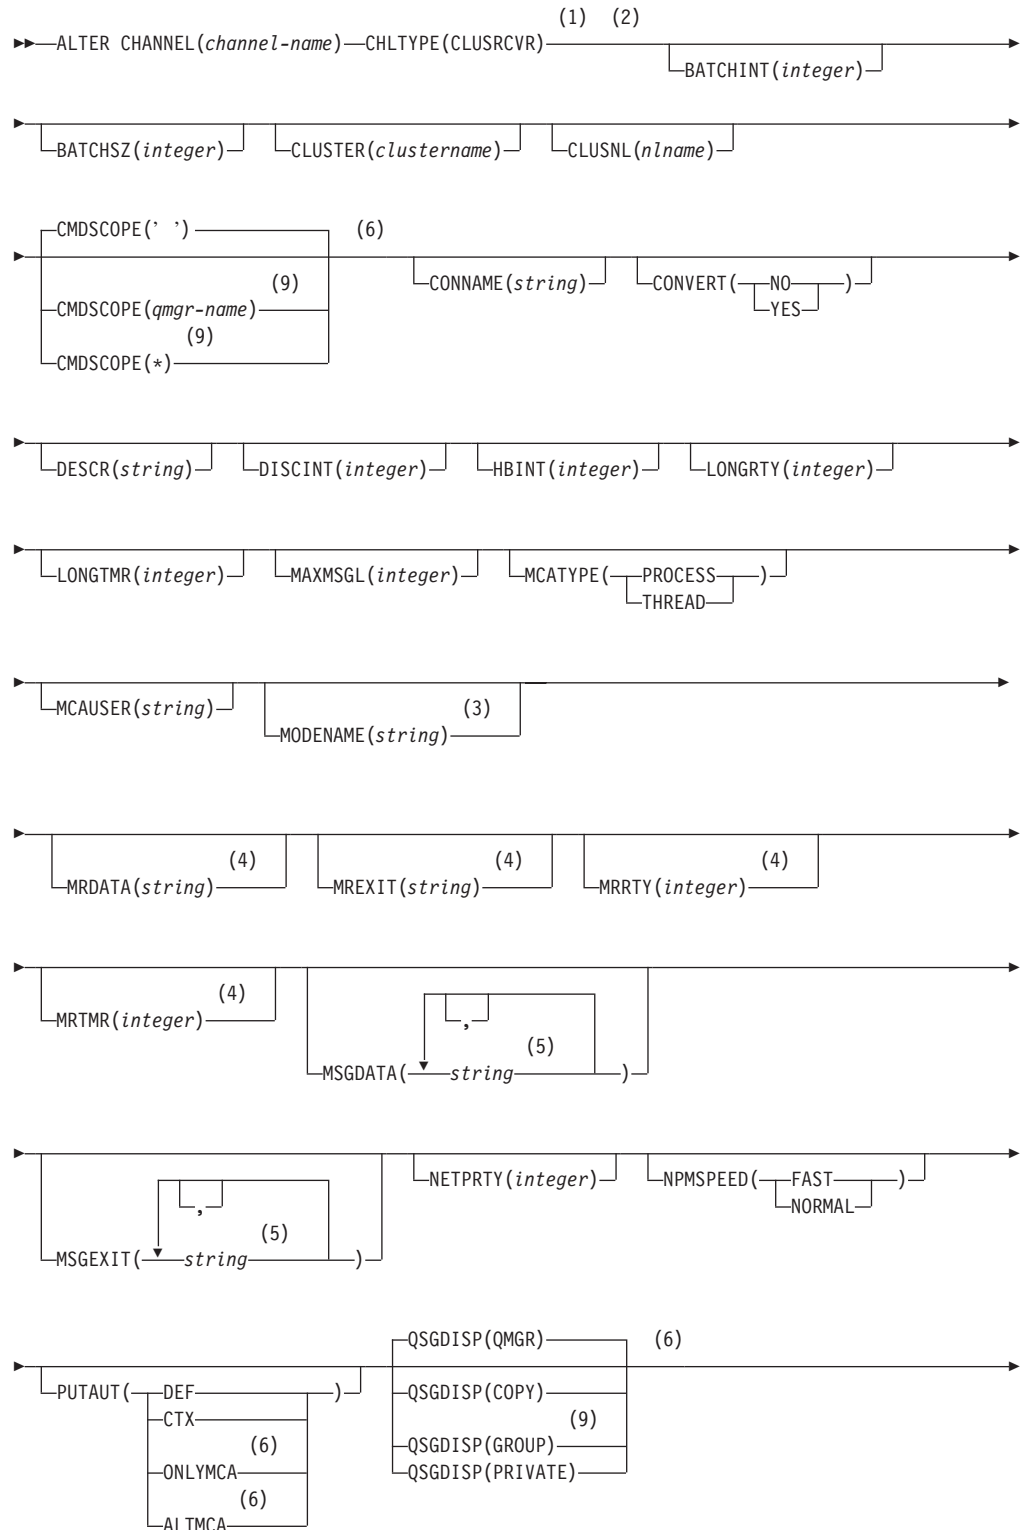 (1) (2)
ALTER CHANNEL(channel-name) CHLTYPE(CLUSRCVR)
BATCHINT(integer)
BATCHSZ(integer) CLUSTER(clustername) CLUSNL(nlname)
CMDSCOPE(' ') (6)
CONNAME(string) CONVERT( NO )
YES
(9)
CMDSCOPE(qmgr-name)
(9)
CMDSCOPE(*)
DESCR(string) DISCINT(integer) HBINT(integer) LONGRTY(integer)
LONGTMR(integer) MAXMSGL(integer) MCATYPE( PROCESS )
THREAD
MCAUSER(string) (3)
MODENAME(string)
(4) (4) (4)
MRDATA(string) MREXIT(string) MRRTY(integer)
(4)
MRTMR(integer)
,
(5)
MSGDATA( string )
NETPRTY(integer) NPMSPEED( FAST )
NORMAL
,
(5)
MSGEXIT( string )
QSGDISP(QMGR) (6)
PUTAUT( DEF ) QSGDISP(COPY)
CTX (9)
(6) QSGDISP(GROUP)
ONLYMCA QSGDISP(PRIVATE)
(6)
ALTMCA